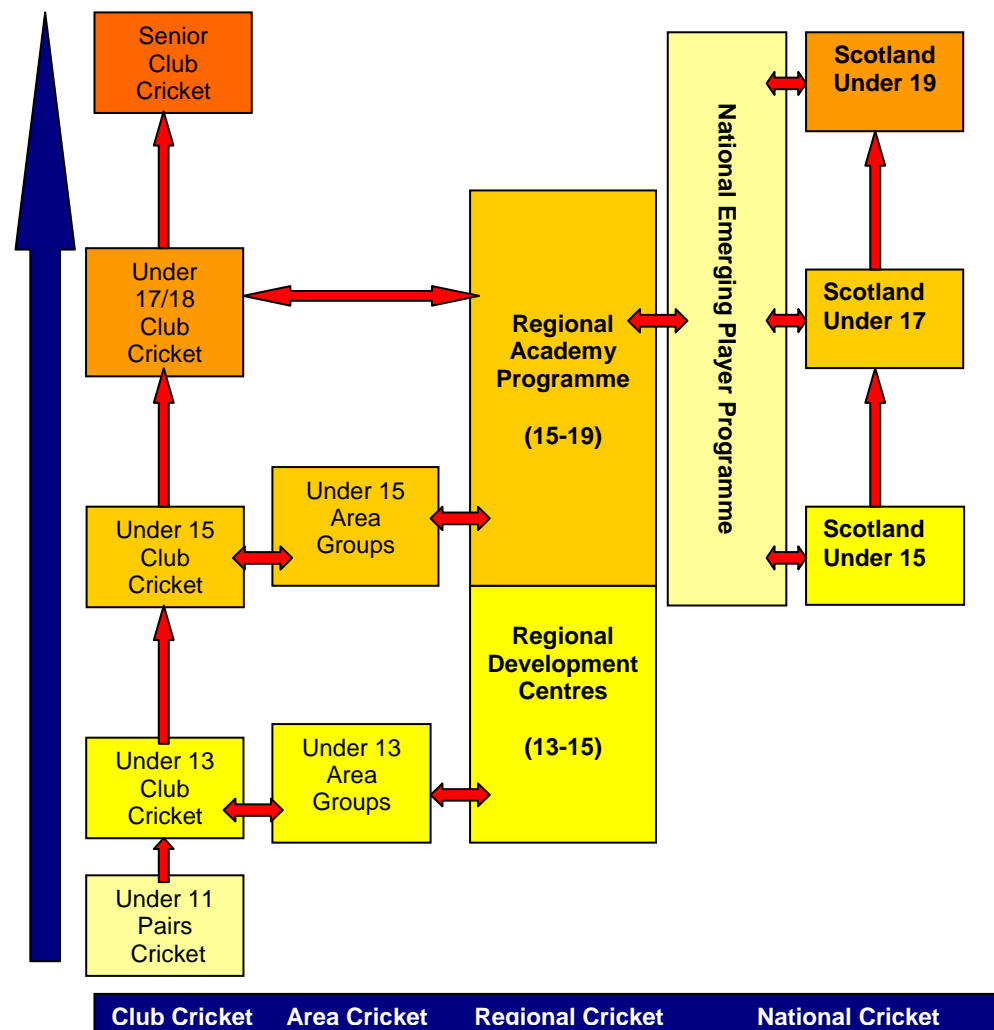 Senior
Club
Cricket
Under
17/18
Club
Cricket
Under 15
Club
Cricket
Under 13
Club
Cricket
Under 11
Pairs
Cricket
Under 15
Area
Groups
Under 13
Area
Groups
Regional
Academy
Programme
(15-19)
Regional
Development
Centres
(13-15)
National Emerging Player Programme
Scotland
Under 19
Scotland
Under 17
Scotland
Under 15
Club Cricket Area Cricket Regional Cricket National Cricket